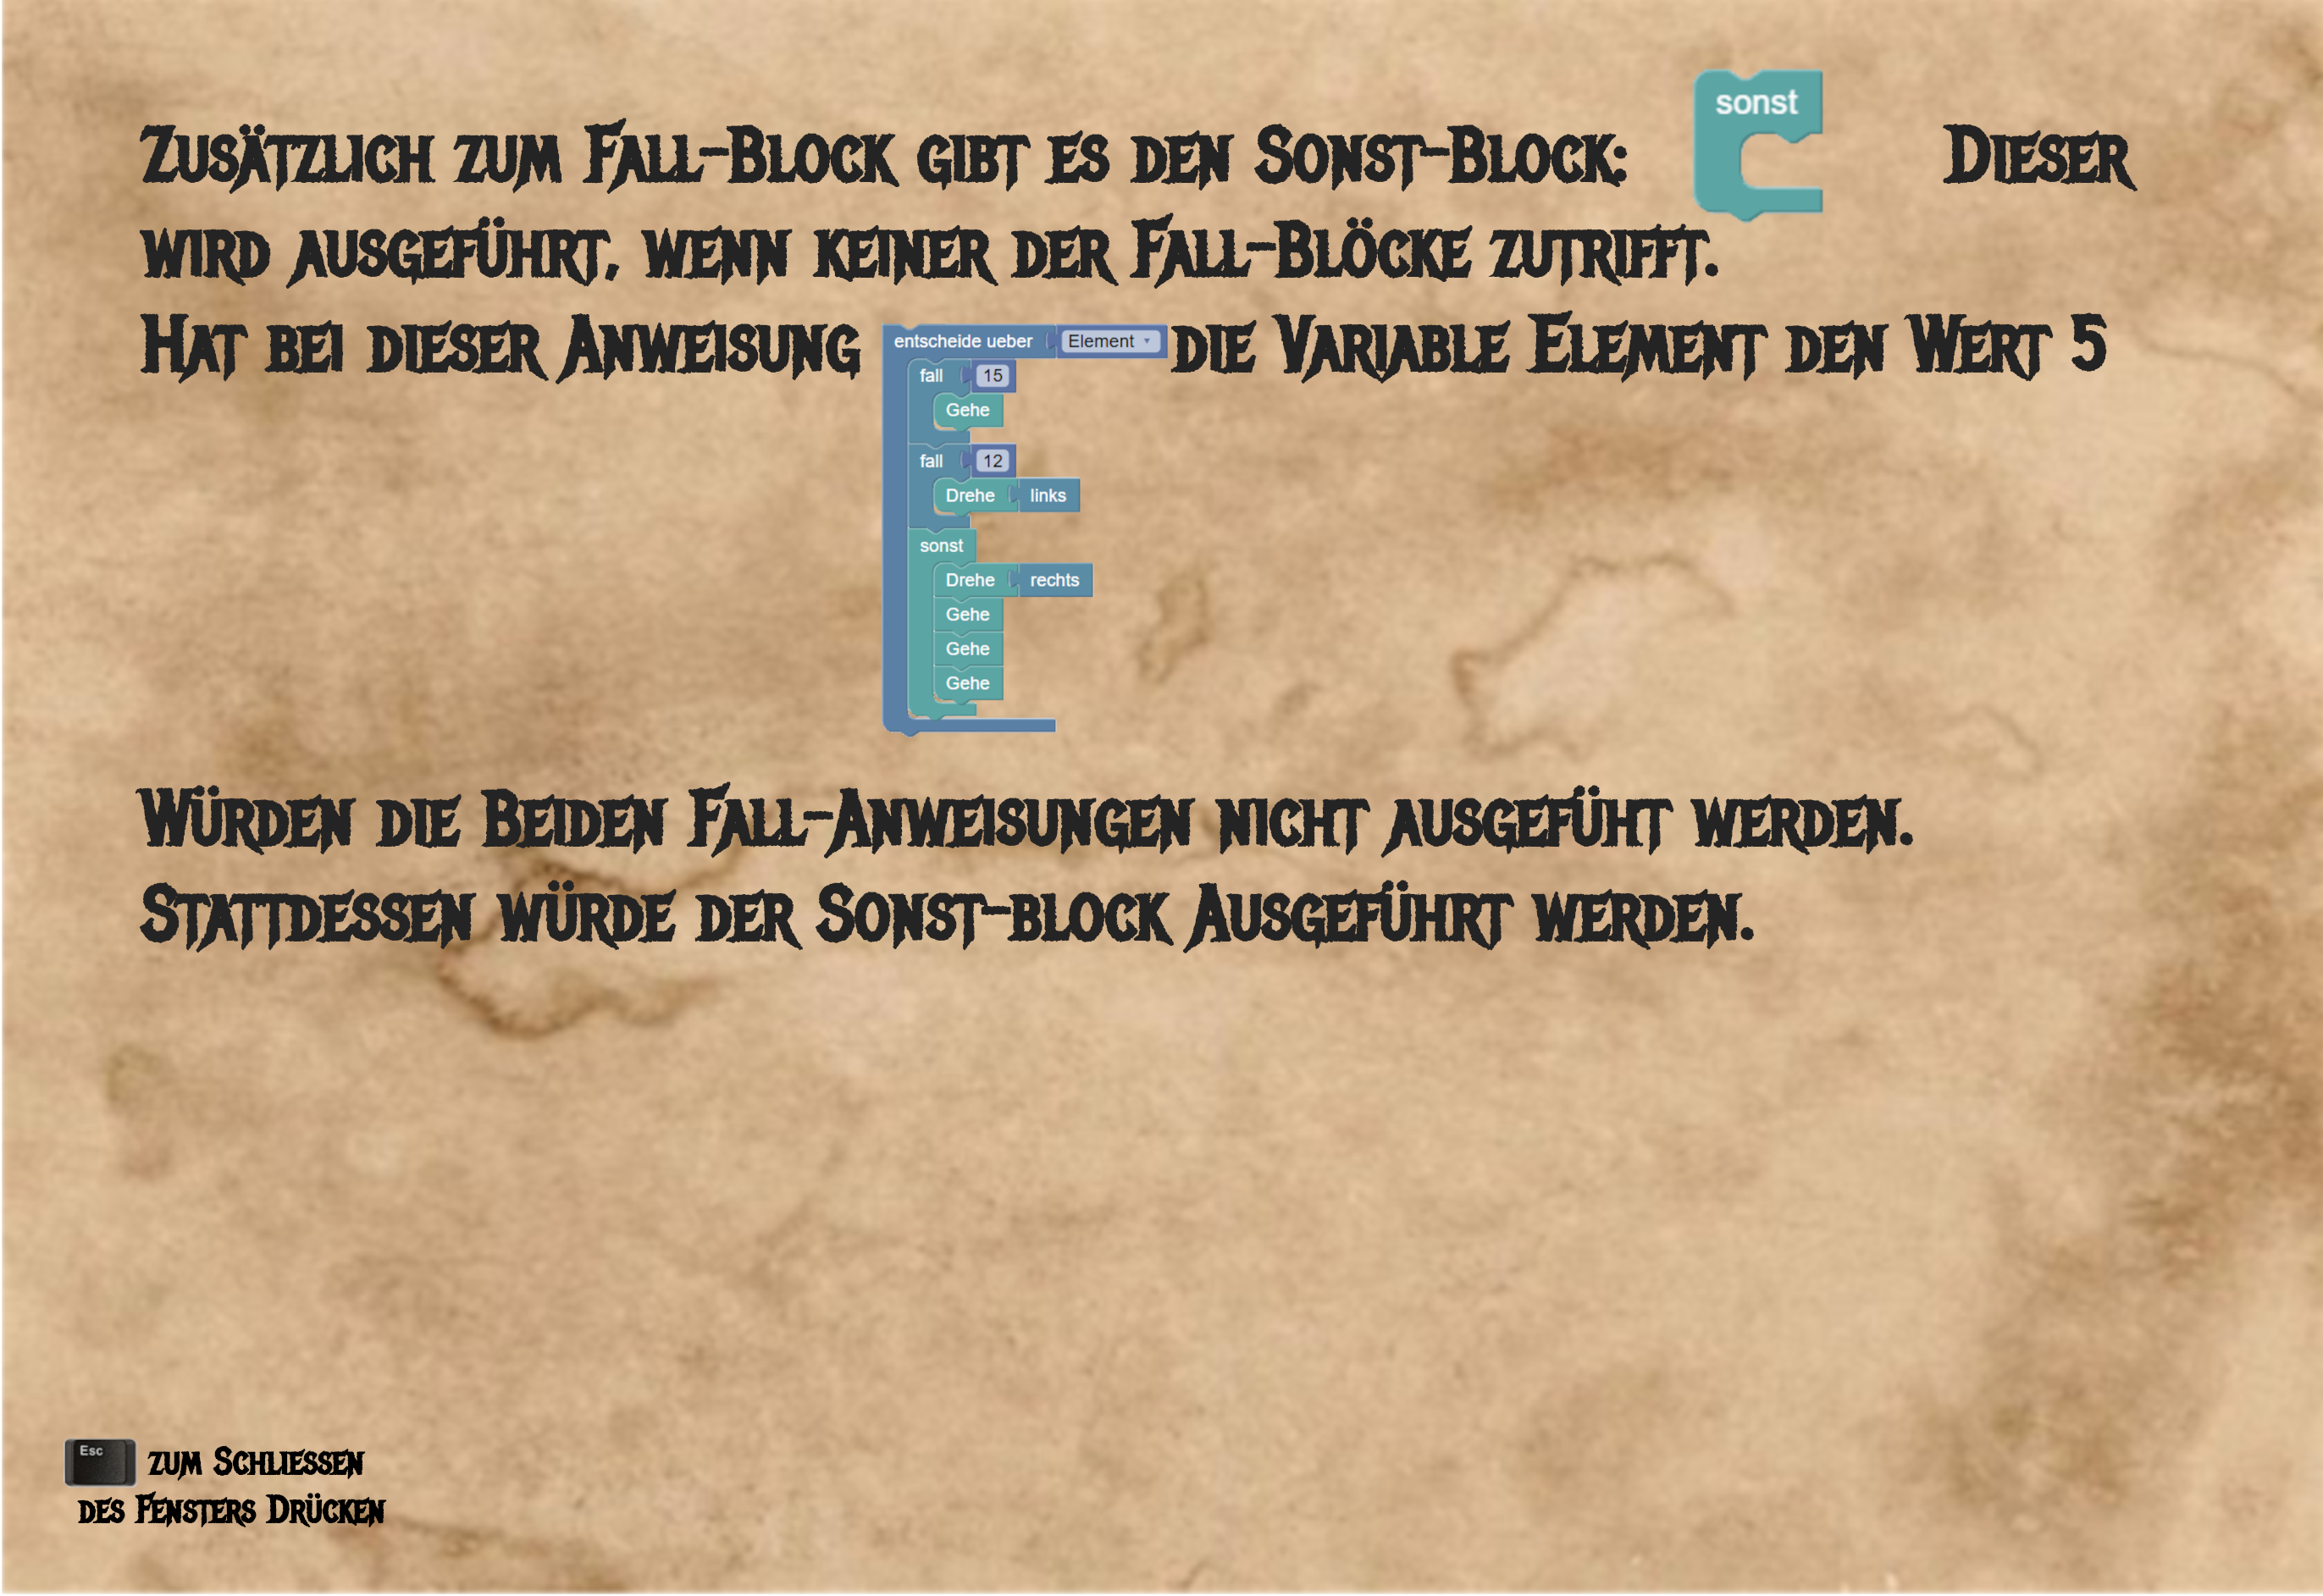 Zusätzlich zum Fall-Block gibt es den Sonst-Block: sonst Dieser
wird ausgeführt, wenn keiner der Fall-Blöcke zutrifft.
Hat bei dieser Anweisung entscheide ueber Element die Variable Element den Wert 5
fall 15
Gehe
fall 12
Drehe links
sonst
Drehe rechts
Gehe
Gehe
Gehe
Würden die Beiden Fall-Anweisungen nicht ausgefüht werden.
Stattdessen würde der Sonst-block Ausgeführt werden.
Esc zum Schliessen
des Fensters Drücken